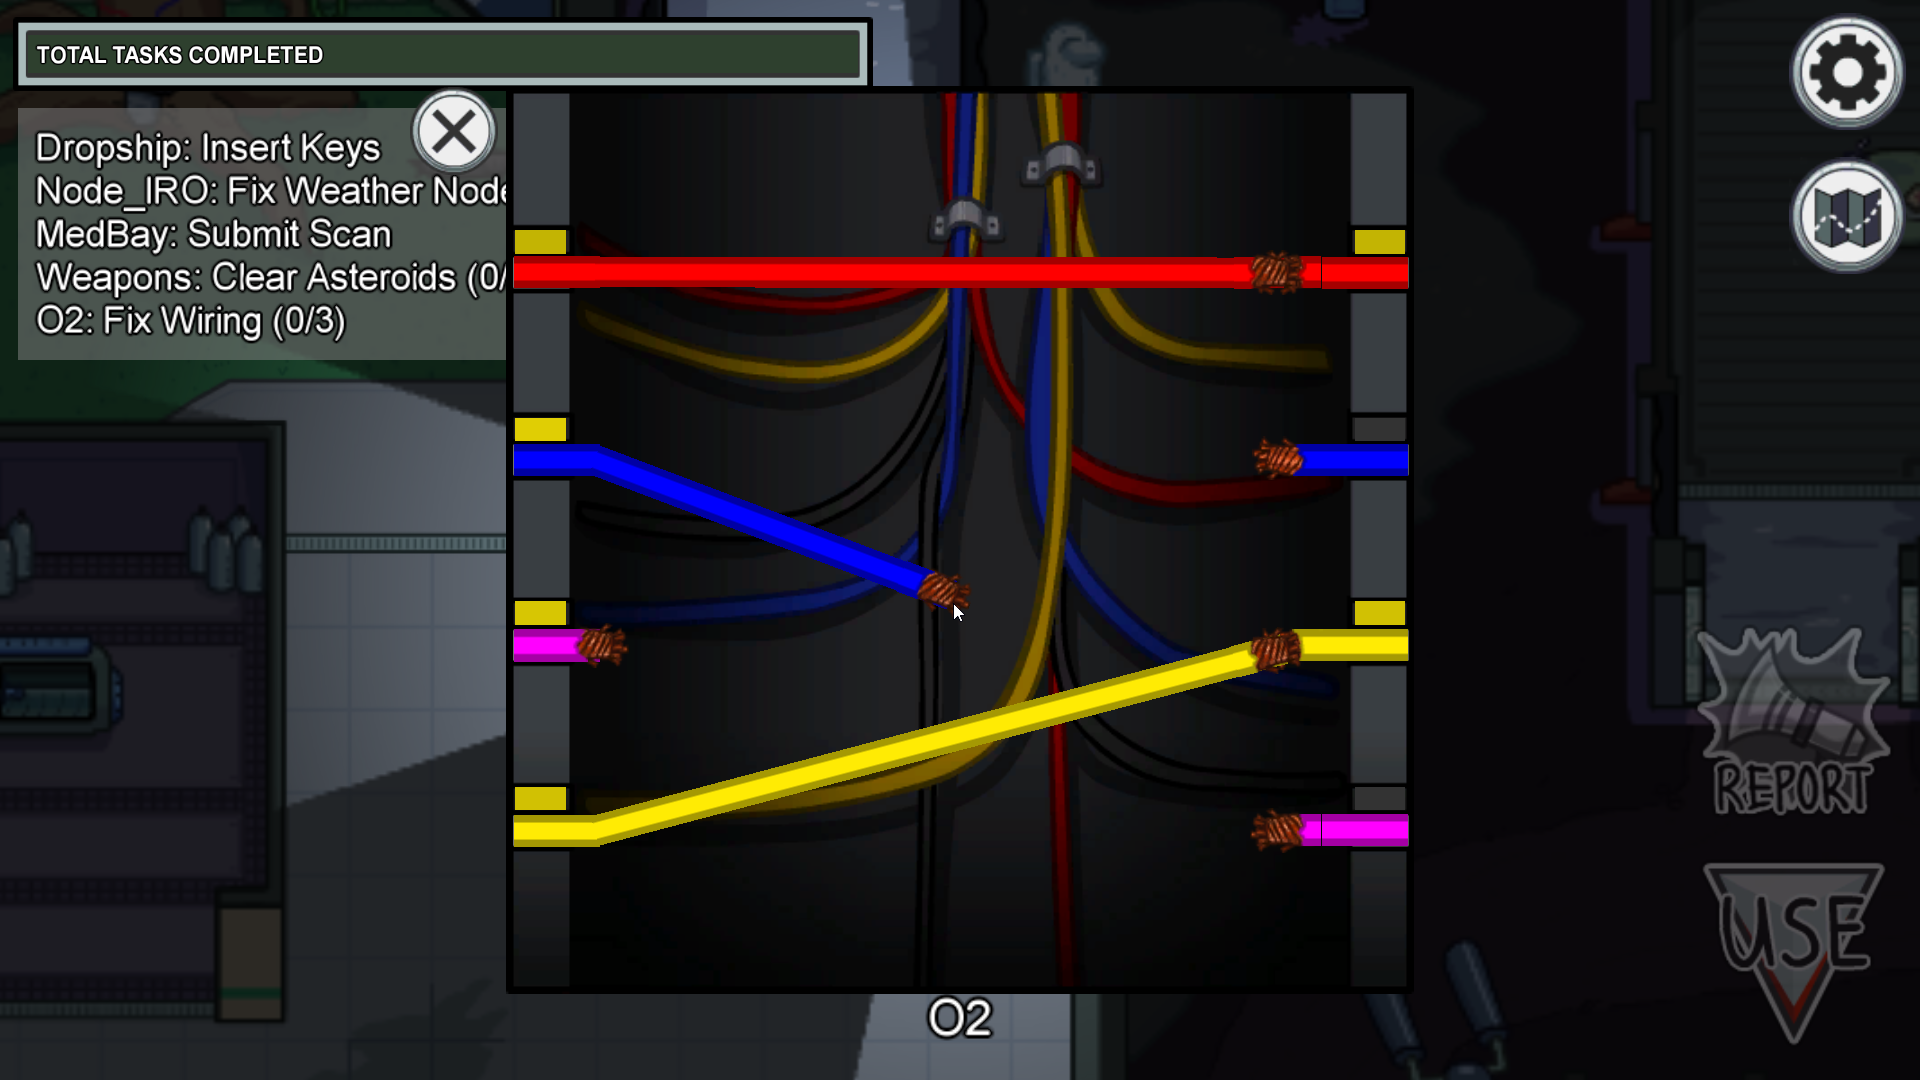 TOTAL TASKS COMPLETED
Dropship: Insert Keys
Node_IRO: Fix Weather Node
MedBay: Submit Scan
Weapons: Clear Asteroids (0/
O2: Fix Wiring (0/3)
REPORT
USE
O2